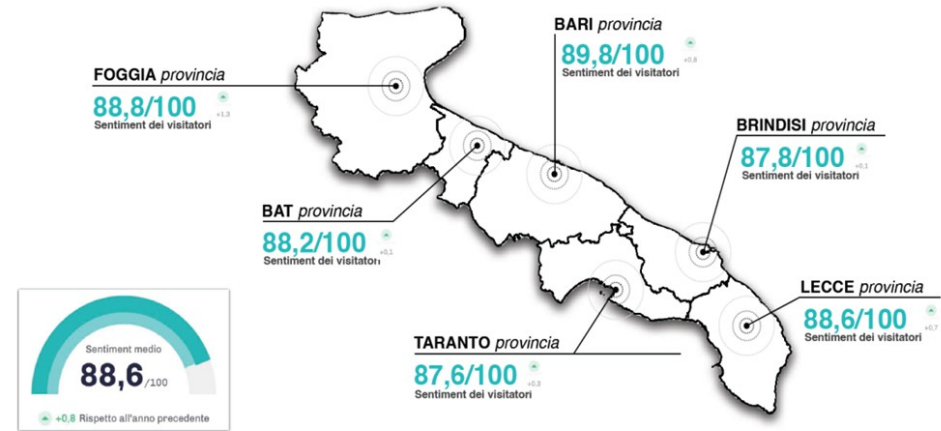 BARI provincia
89,8/100
+0,8
Sentiment dei visitatori
FOGGIA provincia
88,8/100
+1,3
Sentiment dei visitatori
BRINDISI provincia
87,8/100
+0,1
Sentiment dei visitatori
BAT provincia
88,2/100
+0,1
Sentiment dei visitatori
LECCE provincia
88,6/100
+0,7
Sentiment dei visitatori
TARANTO provincia
87,6/100
Sentiment dei visitatori
Sentiment medio
88,6/100
+0,8 Rispetto all'anno precedente